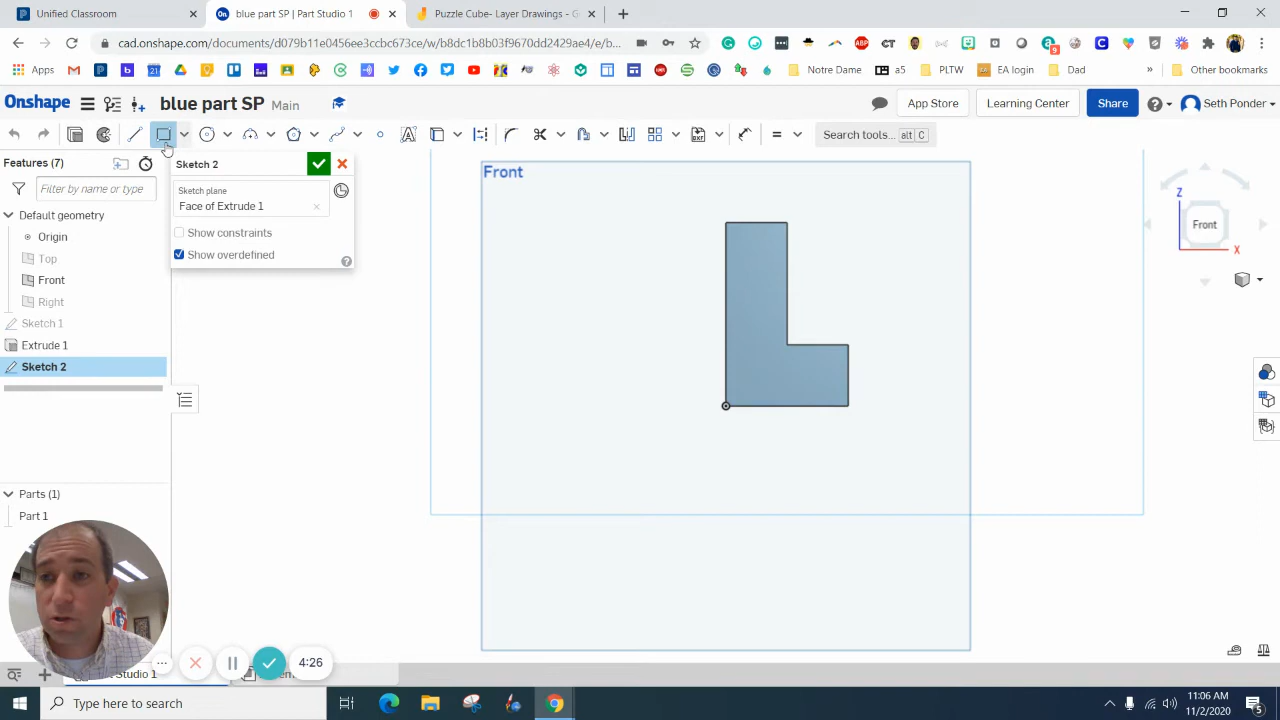 Unified Classroom
blue part SP | Part Studio 1
Puzzle Cube- Layer Drawings - G
cad.onshape.com/document
Apps
Notre Dame
a5
PLTW
EA login
Dad
Other bookmarks
Onshape
blue part SP
Main
App Store
Learning Center
Share
Seth Ponder
Search tools...
alt
C
Features (7)
Filter by name or type
Default geometry
Origin
Top
Front
Right
Sketch 1
Extrude 1
Sketch 2
Parts (1)
Part 1
Sketch 2
Sketch plane
Face of Extrude 1
Show constraints
Show overdefined
Front
Z
Front
X
4:26
Type here to search
11:06 AM
11/2/2020
5